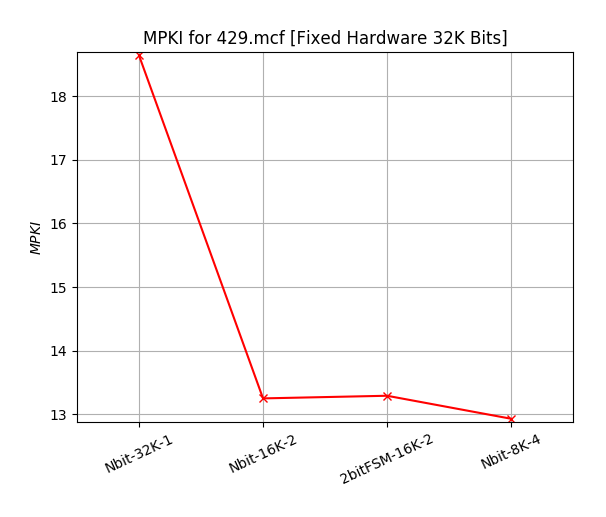 MPKI for 429.mcf [Fixed Hardware 32K Bits]
18
17
16
15
14
13
MPKI
Nbit-32K-1
Nbit-16K-2
2bitFSM-16K-2
Nbit-8K-4